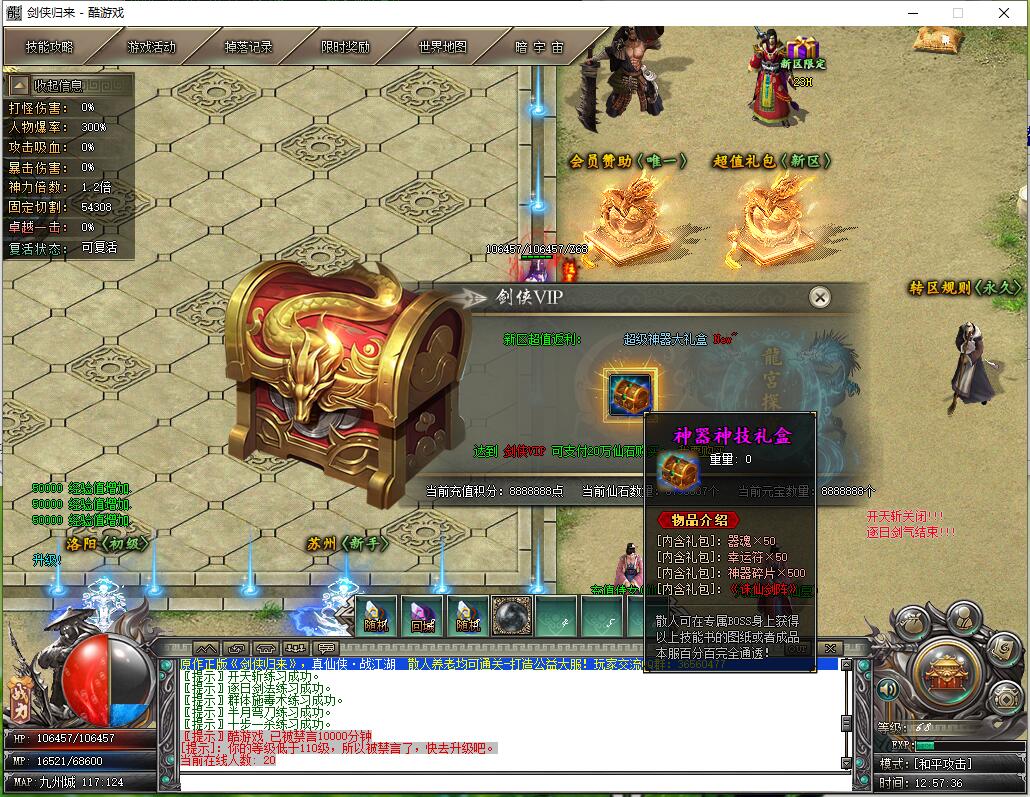 剑侠归来 - 酷游戏
技能攻略 游戏活动 掉落记录 限时奖励 世界地图 暗宇宙
收起信息
打怪伤害: 0%
人物爆率: 300%
攻击吸血: 0%
暴击伤害: 0%
神力倍数: 1.2倍
固定切割: 54308
卓越一击: 0%
复活状态: 可复活
新区限定
会员赞助〈唯一〉 超值礼包〈新区〉
106457/106457/Z68
转区规则〈永久〉
剑侠VIP
新区超值返利: 超级神器大礼盒 New
达到 剑侠VIP 可支付20万仙石购
当前充值积分: 8888888点 当前仙石数量: 当前元宝数量: 8888888个
神器神技礼盒
重量: 0
物品介绍
[内含礼包]: 器魂×50
[内含礼包]: 幸运符×50
[内含礼包]: 神器碎片×500
[内含礼包]: 《诛仙剑阵》
散人可在专属BOSS身上获得
以上技能书的图纸或者成品
本服百分百完全通透!
50000 经验值增加.
50000 经验值增加.
50000 经验值增加.
升级!
洛阳〈初级〉 苏州〈新手〉
开天斩关闭!!!
逐日剑气结束!!!
随机 回城 随机
原作正版《剑侠归来》,真仙侠·战江湖 散人养老均可通关-打造公益大服! 玩家交流QQ群: 36560477
[提示]开天斩练习成功。
[提示]逐日剑法练习成功。
[提示]群体施毒术练习成功。
[提示]半月弯刀练习成功。
[提示]十步一杀练习成功。
[提示]酷游戏 已被禁言10000分钟
[提示]: 你的等级低于110级, 所以被禁言了, 快去升级吧。
当前在线人数: 20
战力
HP: 106457/106457
MP: 16521/68600
MAP: 九州城 117:124
等级: 68
EXP:
模式: [和平攻击]
时间: 12:57:36